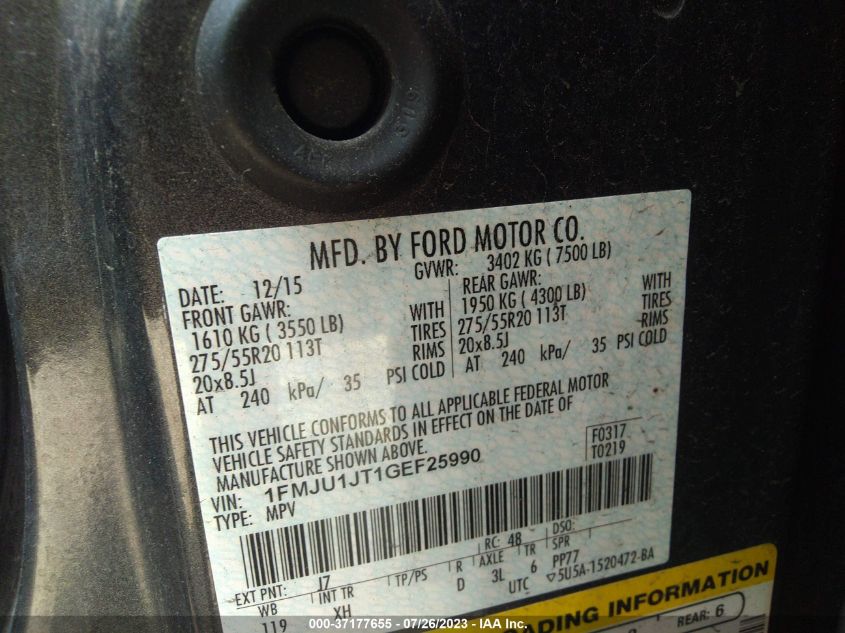 MFD. BY FORD MOTOR CO.
DATE: 12/15 GVWR: 3402 KG ( 7500 LB)
FRONT GAWR: REAR GAWR:
1610 KG ( 3550 LB) WITH 1950 KG ( 4300 LB) WITH
275/55R20 113T TIRES 275/55R20 113T TIRES
20x8.5J RIMS 20x8.5J RIMS
AT 240 kPa/ 35 PSI COLD AT 240 kPa/ 35 PSI COLD
THIS VEHICLE CONFORMS TO ALL APPLICABLE FEDERAL MOTOR
VEHICLE SAFETY STANDARDS IN EFFECT ON THE DATE OF
MANUFACTURE SHOWN ABOVE.
F0317
T0219
VIN: 1FMJU1JT1GEF25990
TYPE: MPV
EXT PNT: J7 RC: 48 DSO:
WB INT TR TP/PS R AXLE TR SPR
119 XH D 3L 6 PP77
UTC 5U5A-1520472-BA
ADING INFORMATION
REAR: 6
000-37177655 - 07/26/2023 - IAA Inc.